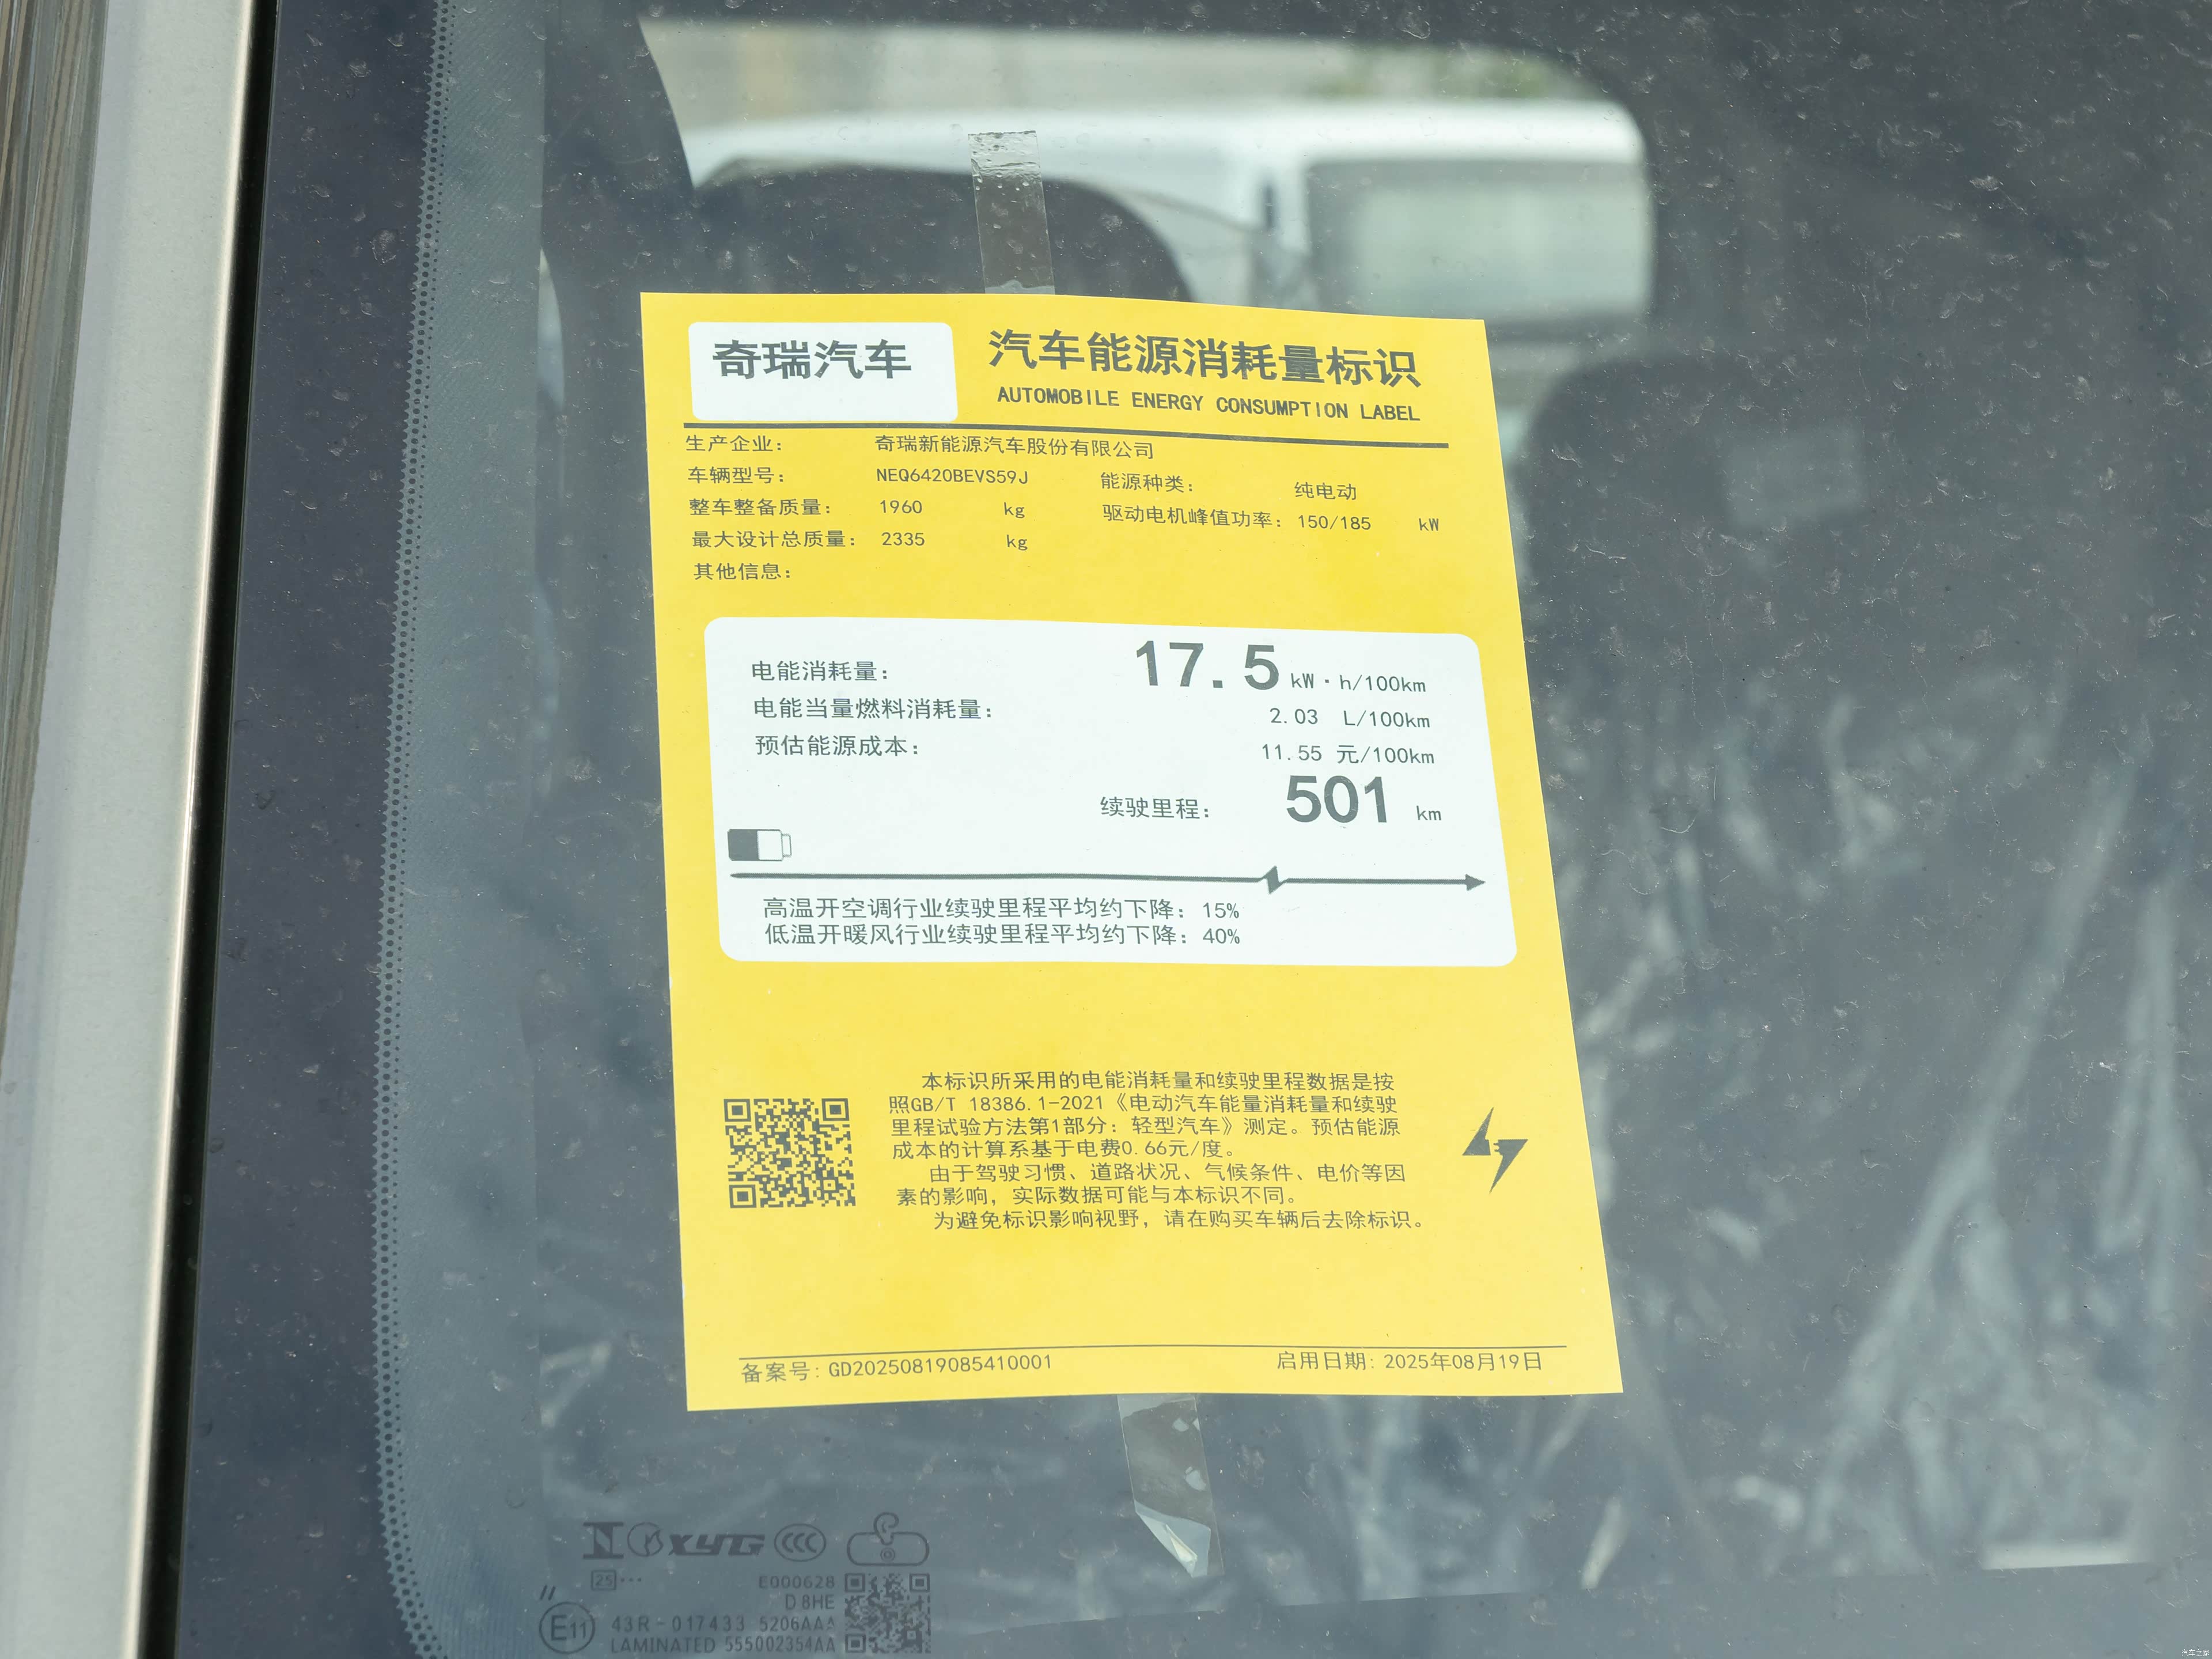 奇瑞汽车
汽车能源消耗量标识
AUTOMOBILE ENERGY CONSUMPTION LABEL
生产企业： 奇瑞新能源汽车股份有限公司
车辆型号： NEQ6420BEVS59J 能源种类： 纯电动
整车整备质量： 1960 kg 驱动电机峰值功率：150/185 kW
最大设计总质量： 2335 kg
其他信息：
电能消耗量： 17.5 kW·h/100km
电能当量燃料消耗量： 2.03 L/100km
预估能源成本： 11.55 元/100km
续驶里程： 501 km
高温开空调行业续驶里程平均约下降：15%
低温开暖风行业续驶里程平均约下降：40%
本标识所采用的电能消耗量和续驶里程数据是按
照GB/T 18386.1-2021《电动汽车能量消耗量和续驶
里程试验方法第1部分：轻型汽车》测定。预估能源
成本的计算系基于电费0.66元/度。
由于驾驶习惯、道路状况、气候条件、电价等因
素的影响，实际数据可能与本标识不同。
为避免标识影响视野，请在购买车辆后去除标识。
备案号：GD20250819085410001 启用日期：2025年08月19日
XYG
25···
E000628
D8HE
E11 43R-017433 5206AAA
LAMINATED 555002354AA
汽车之家